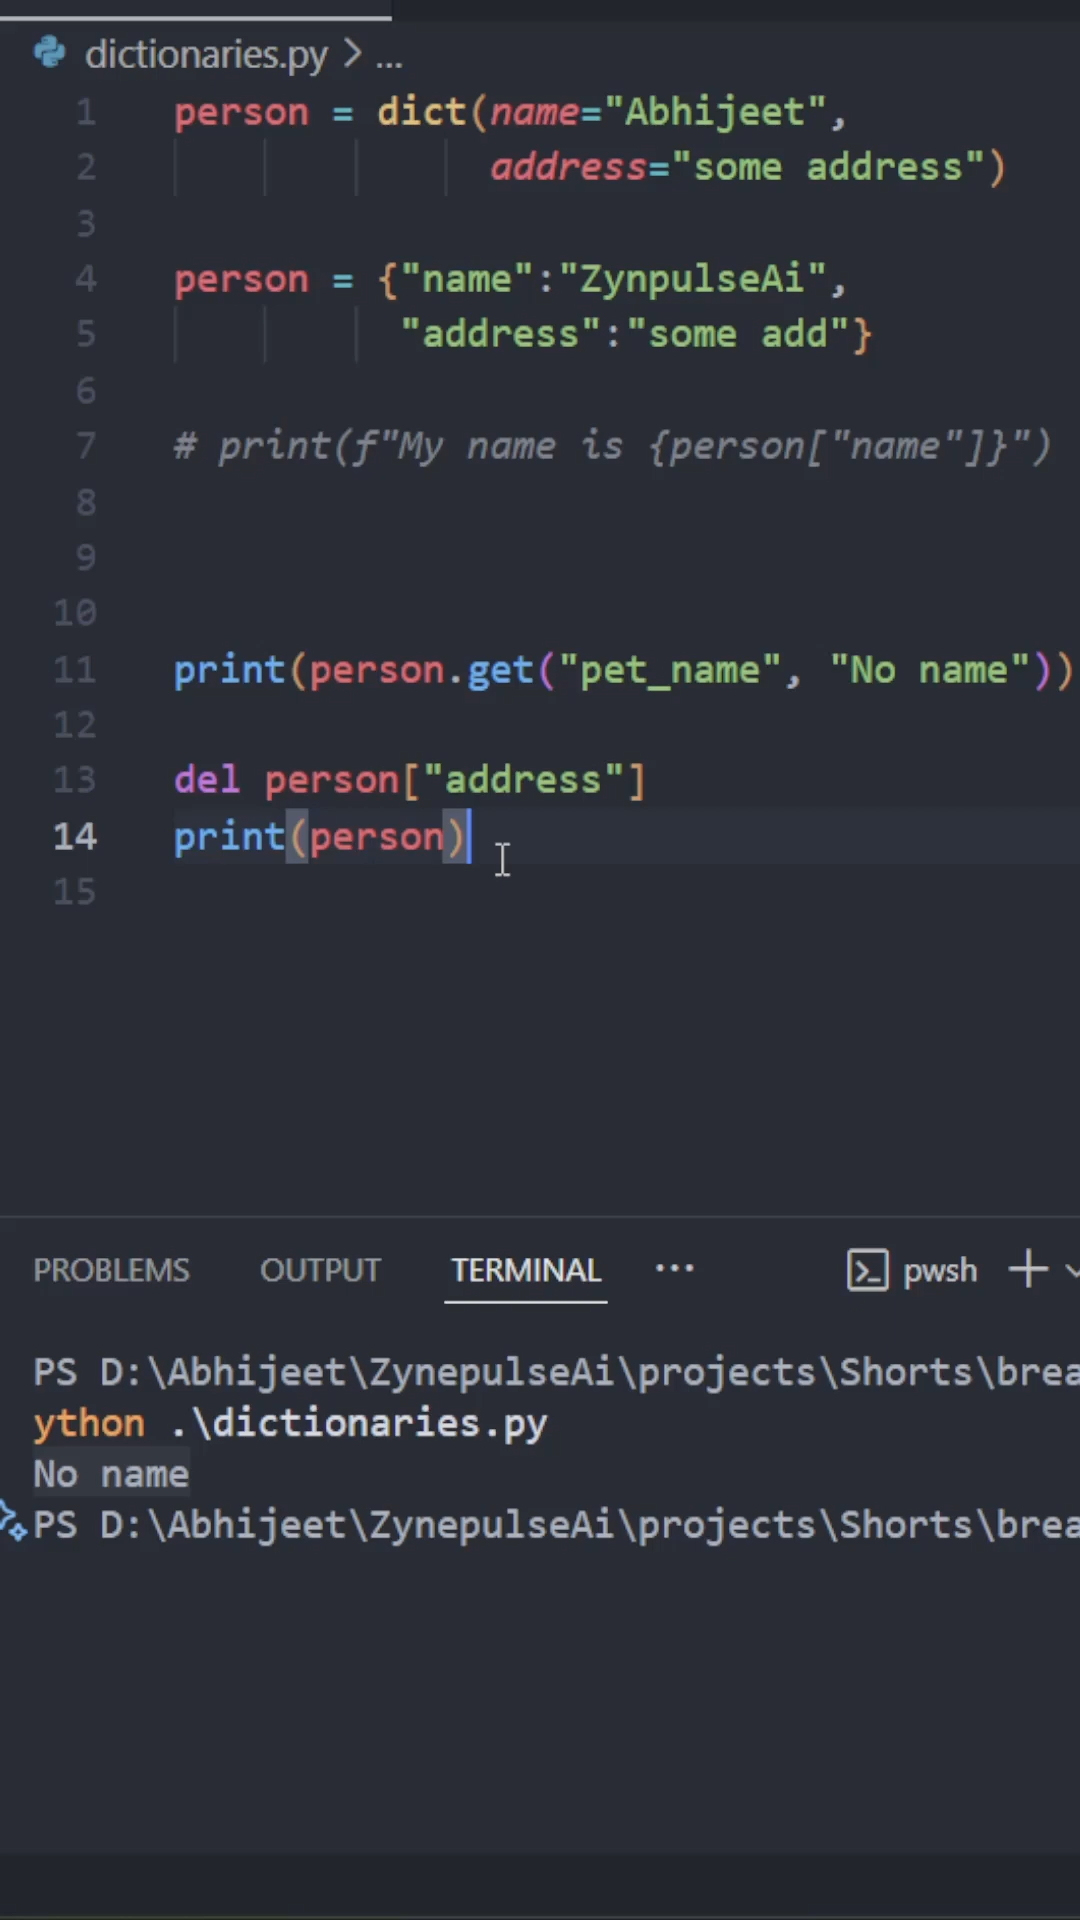 dictionaries.py > ...
1 person = dict(name="Abhijeet",
2 address="some address")
3
4 person = {"name":"ZynpulseAi",
5 "address":"some add"}
6
7 # print(f"My name is {person["name"]}")
8
9
10
11 print(person.get("pet_name", "No name"))
12
13 del person["address"]
14 print(person)
15
PROBLEMS OUTPUT TERMINAL ... pwsh
PS D:\Abhijeet\ZynepulseAi\projects\Shorts\brea
ython .\dictionaries.py
No name
PS D:\Abhijeet\ZynepulseAi\projects\Shorts\brea